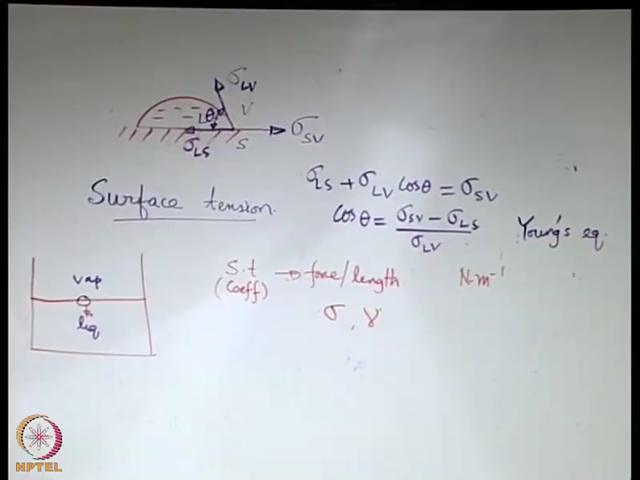 σLV
θ
L
V
σSV
σLS
S
σLS + σLV cosθ = σSV
Surface tension.
cosθ = σSV − σLS / σLV
Young's eq.
vap
liq
S.t → force/length
N·m⁻¹
(Coeff)
σ, γ
NPTEL